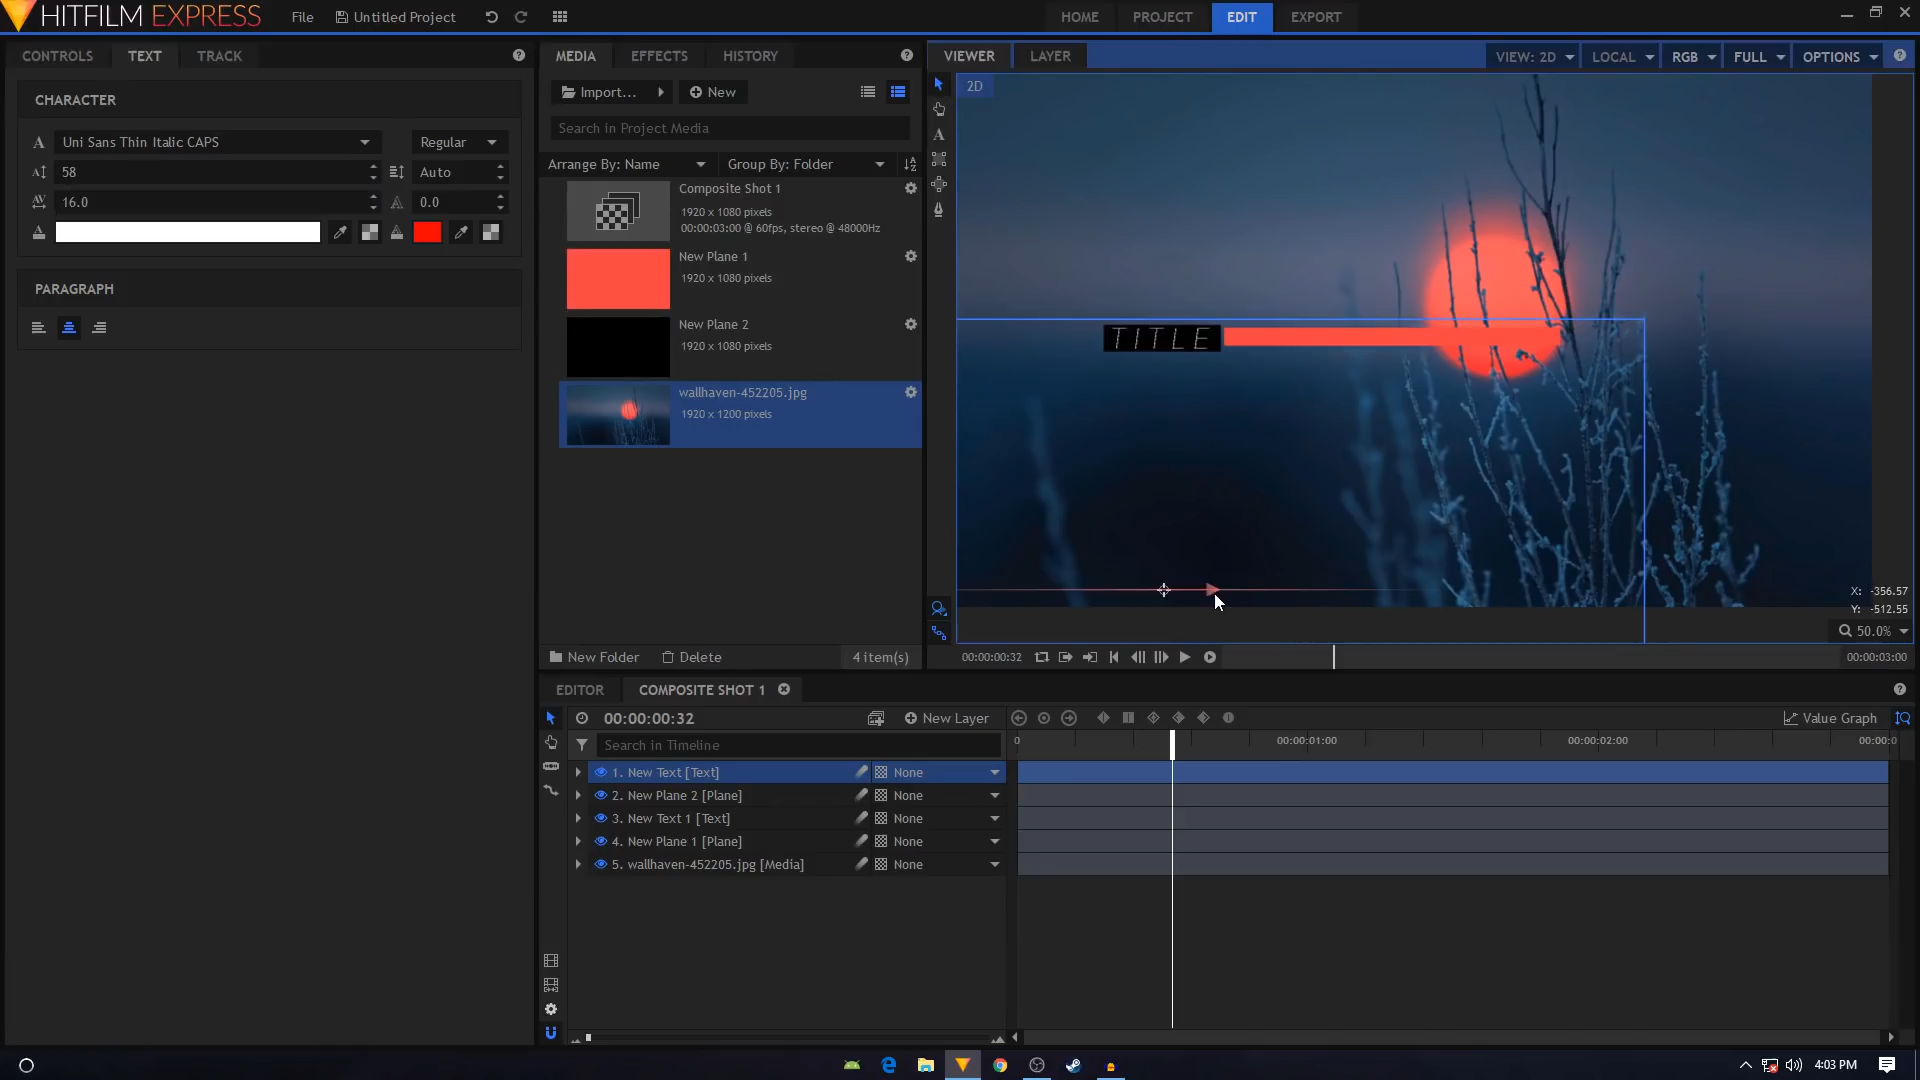 HITFILM EXPRESS
File
Untitled Project
HOME
PROJECT
EDIT
EXPORT
CONTROLS
TEXT
TRACK
CHARACTER
Uni Sans Thin Italic CAPS
Regular
58
Auto
16.0
0.0
PARAGRAPH
MEDIA
EFFECTS
HISTORY
Import...
New
Search in Project Media
Arrange By: Name
Group By: Folder
Composite Shot 1
1920 x 1080 pixels
00:00:03:00 @ 60fps, stereo @ 48000Hz
New Plane 1
1920 x 1080 pixels
New Plane 2
1920 x 1080 pixels
wallhaven-452205.jpg
1920 x 1200 pixels
New Folder
Delete
4 item(s)
VIEWER
LAYER
VIEW: 2D
LOCAL
RGB
FULL
OPTIONS
2D
TITLE
X: -356.57
Y: -512.55
50.0%
00:00:00:32
00:00:03:00
EDITOR
COMPOSITE SHOT 1
00:00:00:32
New Layer
Value Graph
Search in Timeline
0
00:00:01:00
00:00:02:00
00:00:0
1. New Text [Text]
None
2. New Plane 2 [Plane]
None
3. New Text 1 [Text]
None
4. New Plane 1 [Plane]
None
5. wallhaven-452205.jpg [Media]
None
4:03 PM